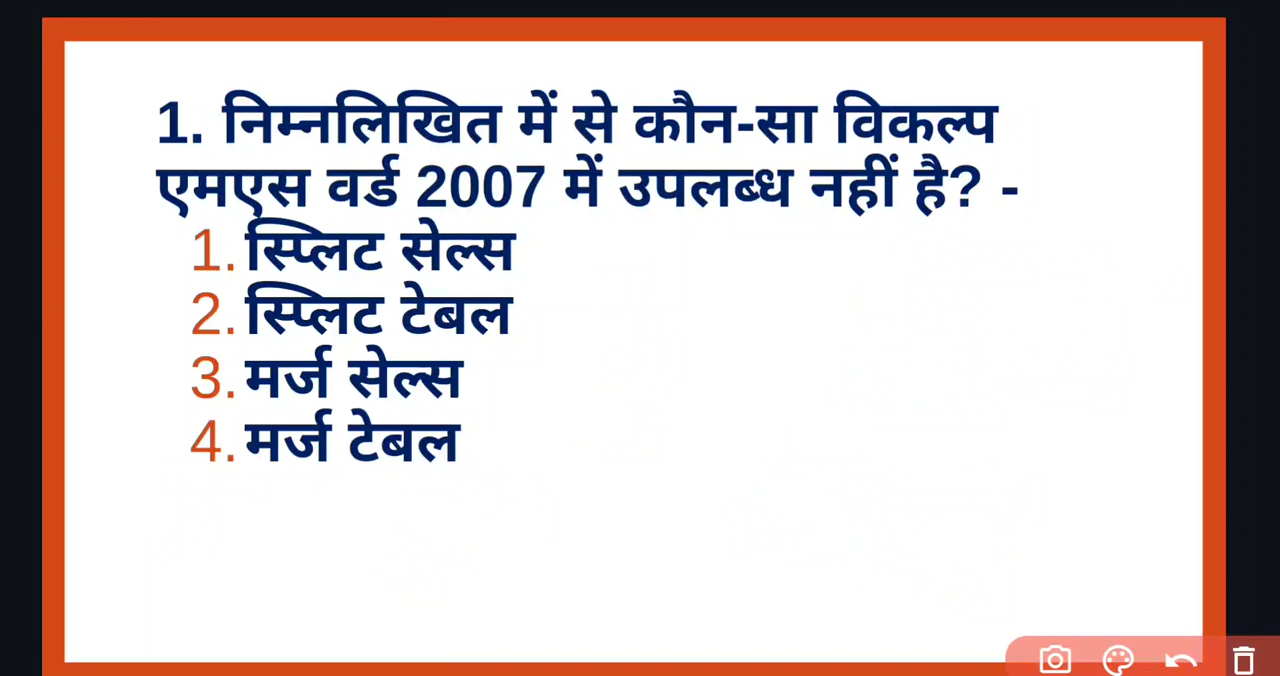 1. निम्नलिखित में से कौन-सा विकल्प
एमएस वर्ड 2007 में उपलब्ध नहीं है? -
1. स्प्लिट सेल्स
2. स्प्लिट टेबल
3. मर्ज सेल्स
4. मर्ज टेबल